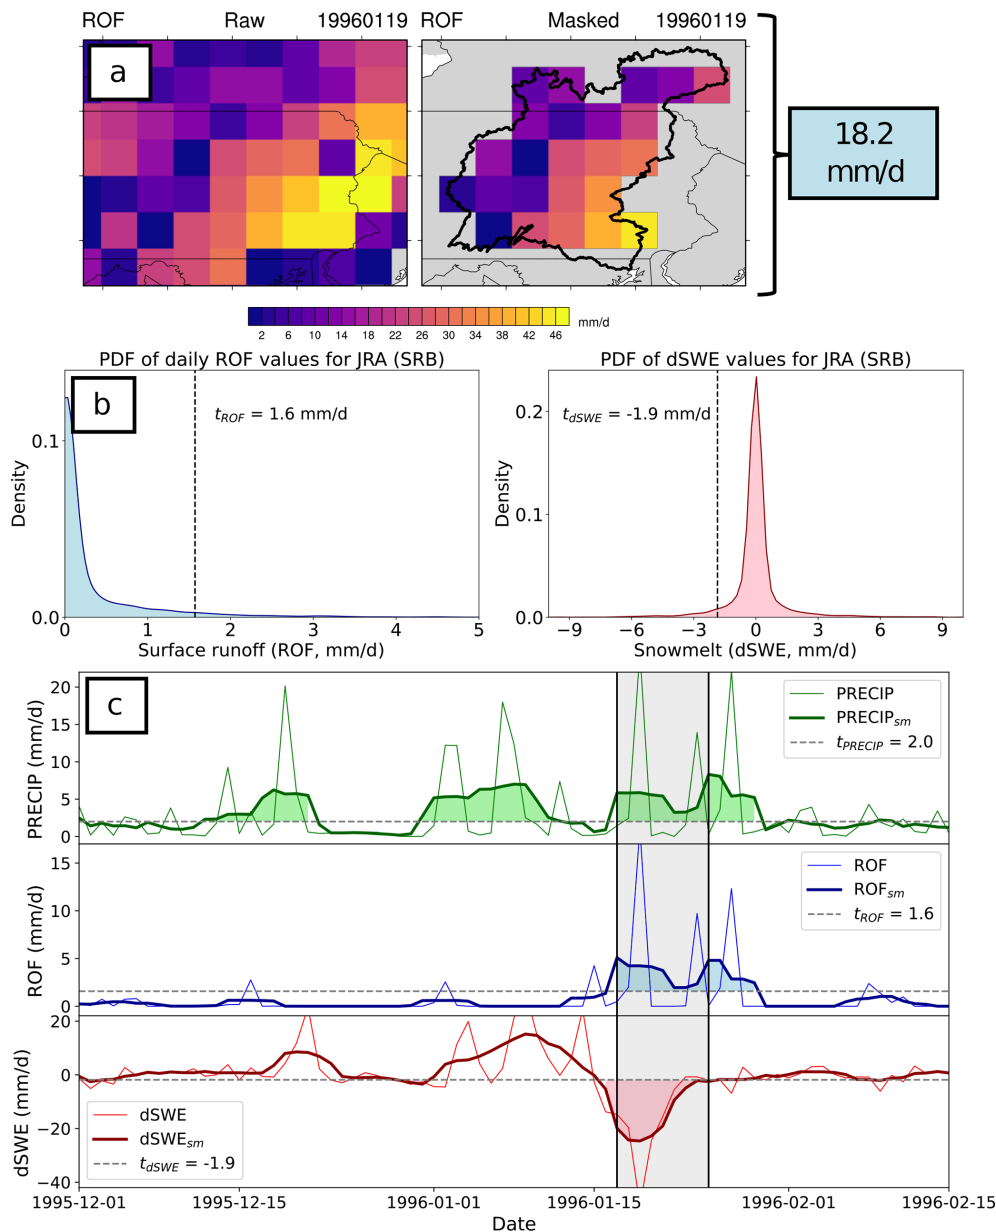 ROF Raw 19960119
ROF Masked 19960119
a
18.2
mm/d
2 6 10 14 18 22 26 30 34 38 42 46 mm/d
PDF of daily ROF values for JRA (SRB)
b
t_ROF = 1.6 mm/d
Density
0.1
0.0
0 1 2 3 4 5
Surface runoff (ROF, mm/d)
PDF of dSWE values for JRA (SRB)
t_dSWE = -1.9 mm/d
Density
0.2
0.1
0.0
−9 −6 −3 0 3 6 9
Snowmelt (dSWE, mm/d)
c
PRECIP (mm/d)
20
15
10
5
0
PRECIP
PRECIP_sm
t_PRECIP = 2.0
ROF (mm/d)
15
10
5
0
ROF
ROF_sm
t_ROF = 1.6
dSWE (mm/d)
20
0
−20
−40
dSWE
dSWE_sm
t_dSWE = -1.9
1995-12-01 1995-12-15 1996-01-01 1996-01-15 1996-02-01 1996-02-15
Date